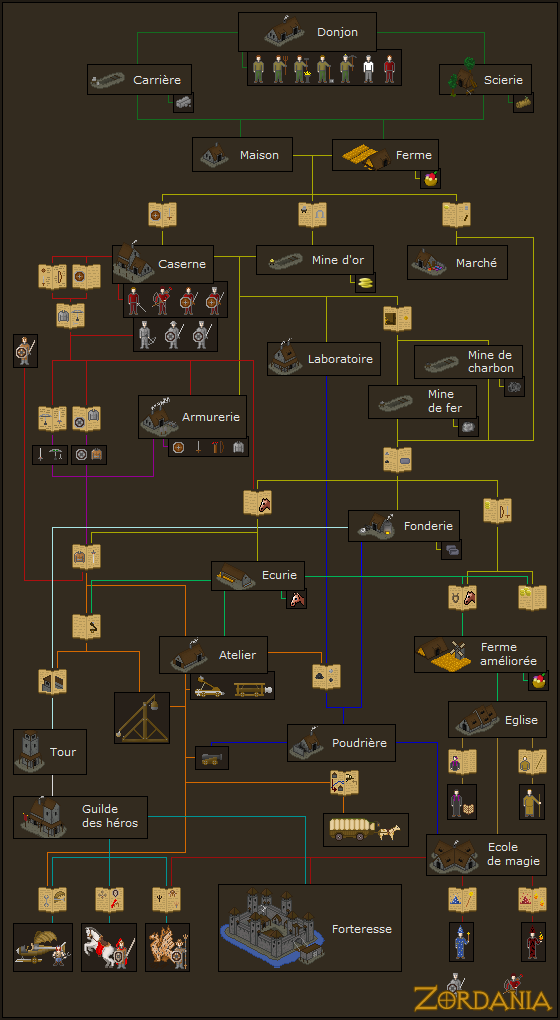 Donjon
Carrière
Scierie
Maison
Ferme
Caserne
Mine d'or
Marché
Laboratoire
Mine de
charbon
Mine
de fer
Armurerie
Fonderie
Ecurie
Atelier
Ferme
améliorée
Eglise
Tour
Poudrière
Guilde
des héros
Ecole
de magie
Forteresse
ZORDANIA